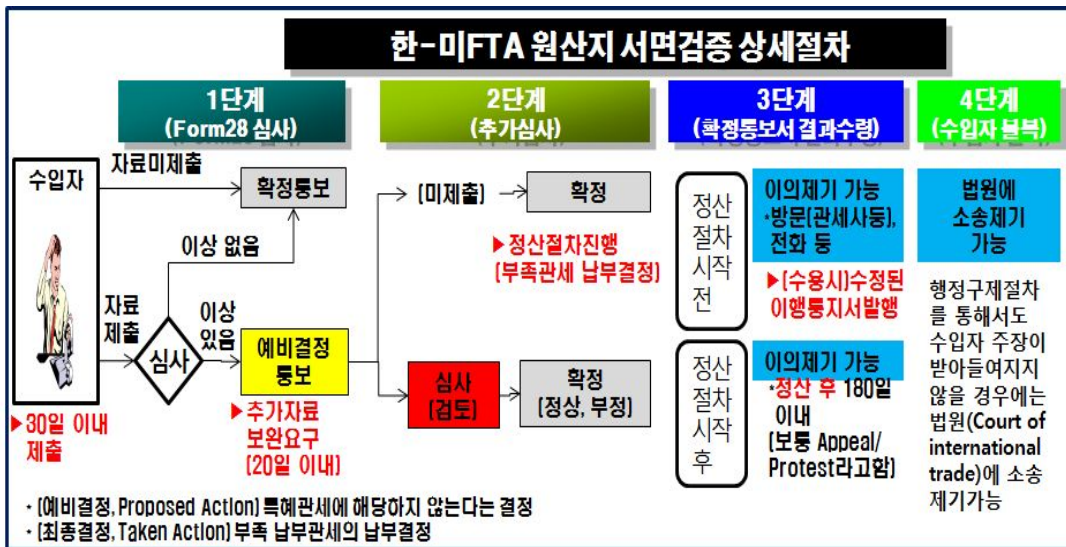 한-미FTA 원산지 서면검증 상세절차
1단계
(Form28 심사)
2단계
(추가심사)
3단계
(확정통보서 결과수령)
4단계
(수입자 불복)
수입자
자료미제출
확정통보
이상 없음
자료
제출
심사
이상
있음
예비결정
통보
▶30일 이내
제출
▶추가자료
보완요구
(20일 이내)
(미제출)
확정
▶정산절차진행
(부족관세 납부결정)
심사
(검토)
확정
(정상, 부정)
정산
절차
시작
전
이의제기 가능
*방문(관세사등),
전화 등
▶(수용시)수정된
이행통지서발행
정산
절차
시작
후
이의제기 가능
*정산 후 180일
이내
(보통 Appeal/
Protest라고함)
법원에
소송제기
가능
행정구제절차
를 통해서도
수입자 주장이
받아들여지지
않을 경우에는
법원(Court of
international
trade)에 소송
제기가능
* (예비결정, Proposed Action) 특혜관세에 해당하지 않는다는 결정
* (최종결정, Taken Action) 부족 납부관세의 납부결정